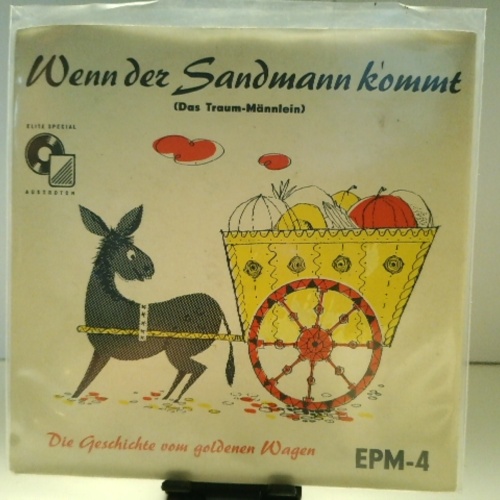 Wenn der Sandmann kommt
(Das Traum-Männlein)
ELITE SPECIAL
AUSTROTON
Die Geschichte vom goldenen Wagen
EPM-4